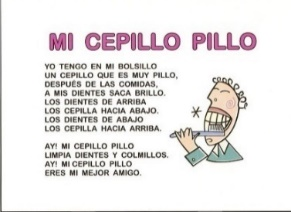 MI CEPILLO PILLO
YO TENGO EN MI BOLSILLO
UN CEPILLO QUE ES MUY PILLO,
DESPUÉS DE LAS COMIDAS,
A MIS DIENTES SACA BRILLO.
LOS DIENTES DE ARRIBA
LOS CEPILLA HACIA ABAJO.
LOS DIENTES DE ABAJO
LOS CEPILLA HACIA ARRIBA.
AY! MI CEPILLO PILLO
LIMPIA DIENTES Y COLMILLOS.
AY! MI CEPILLO PILLO
ERES MI MEJOR AMIGO.